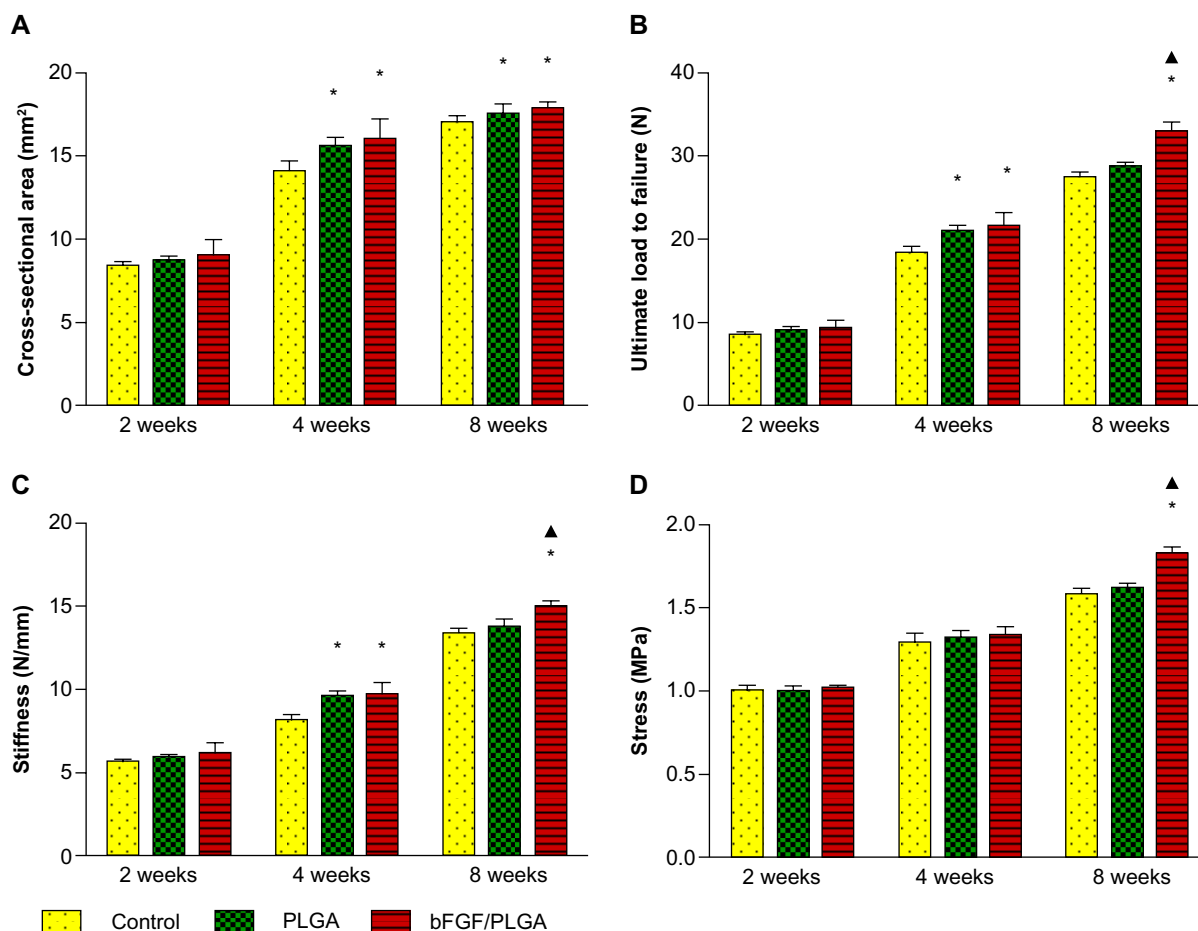 A
Cross-sectional area (mm²)
20
15
10
5
0
* * * *
2 weeks 4 weeks 8 weeks
B
Ultimate load to failure (N)
40
30
20
10
0
▲
* * *
2 weeks 4 weeks 8 weeks
C
Stiffness (N/mm)
20
15
10
5
0
▲
* * *
2 weeks 4 weeks 8 weeks
D
Stress (MPa)
2.0
1.5
1.0
0.5
0.0
▲
*
2 weeks 4 weeks 8 weeks
Control PLGA bFGF/PLGA